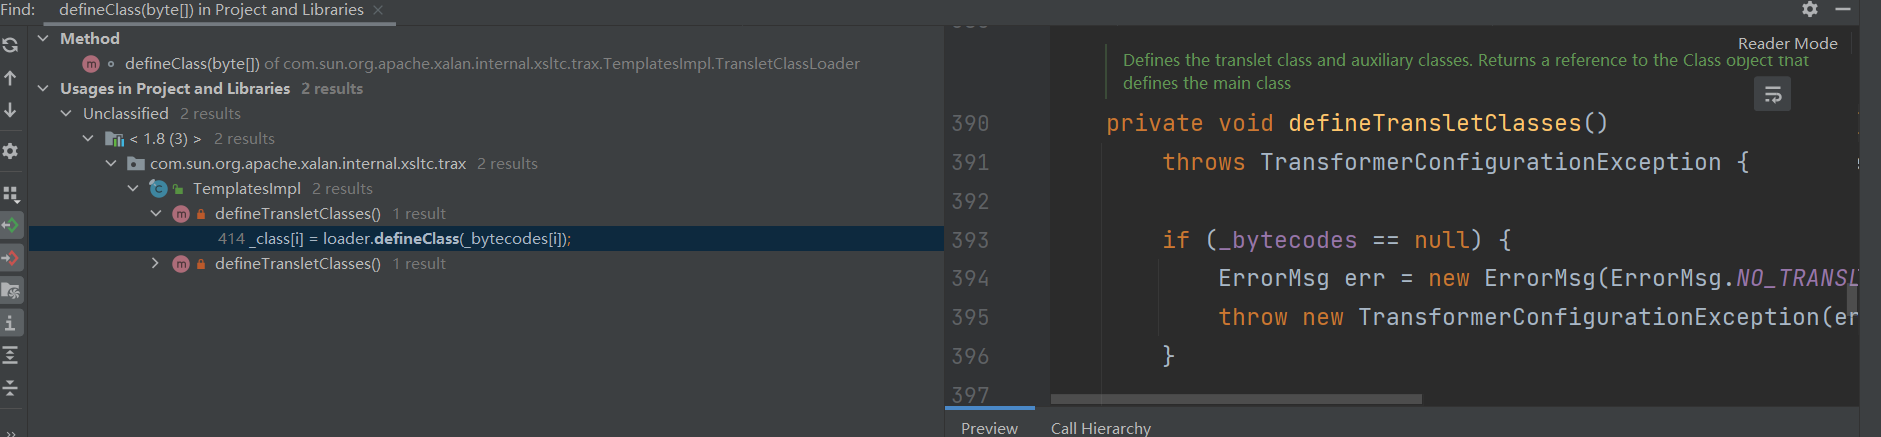 Find: defineClass(byte[]) in Project and Libraries
Method
defineClass(byte[]) of com.sun.org.apache.xalan.internal.xsltc.trax.TemplatesImpl.TransletClassLoader
Usages in Project and Libraries 2 results
Unclassified 2 results
< 1.8 (3) > 2 results
com.sun.org.apache.xalan.internal.xsltc.trax 2 results
TemplatesImpl 2 results
defineTransletClasses() 1 result
414 _class[i] = loader.defineClass(_bytecodes[i]);
defineTransletClasses() 1 result
Reader Mode
Defines the translet class and auxiliary classes. Returns a reference to the Class object that
defines the main class
390 private void defineTransletClasses()
391 throws TransformerConfigurationException {
392
393 if (_bytecodes == null) {
394 ErrorMsg err = new ErrorMsg(ErrorMsg.NO_TRANSL
395 throw new TransformerConfigurationException(er
396 }
397
Preview Call Hierarchy